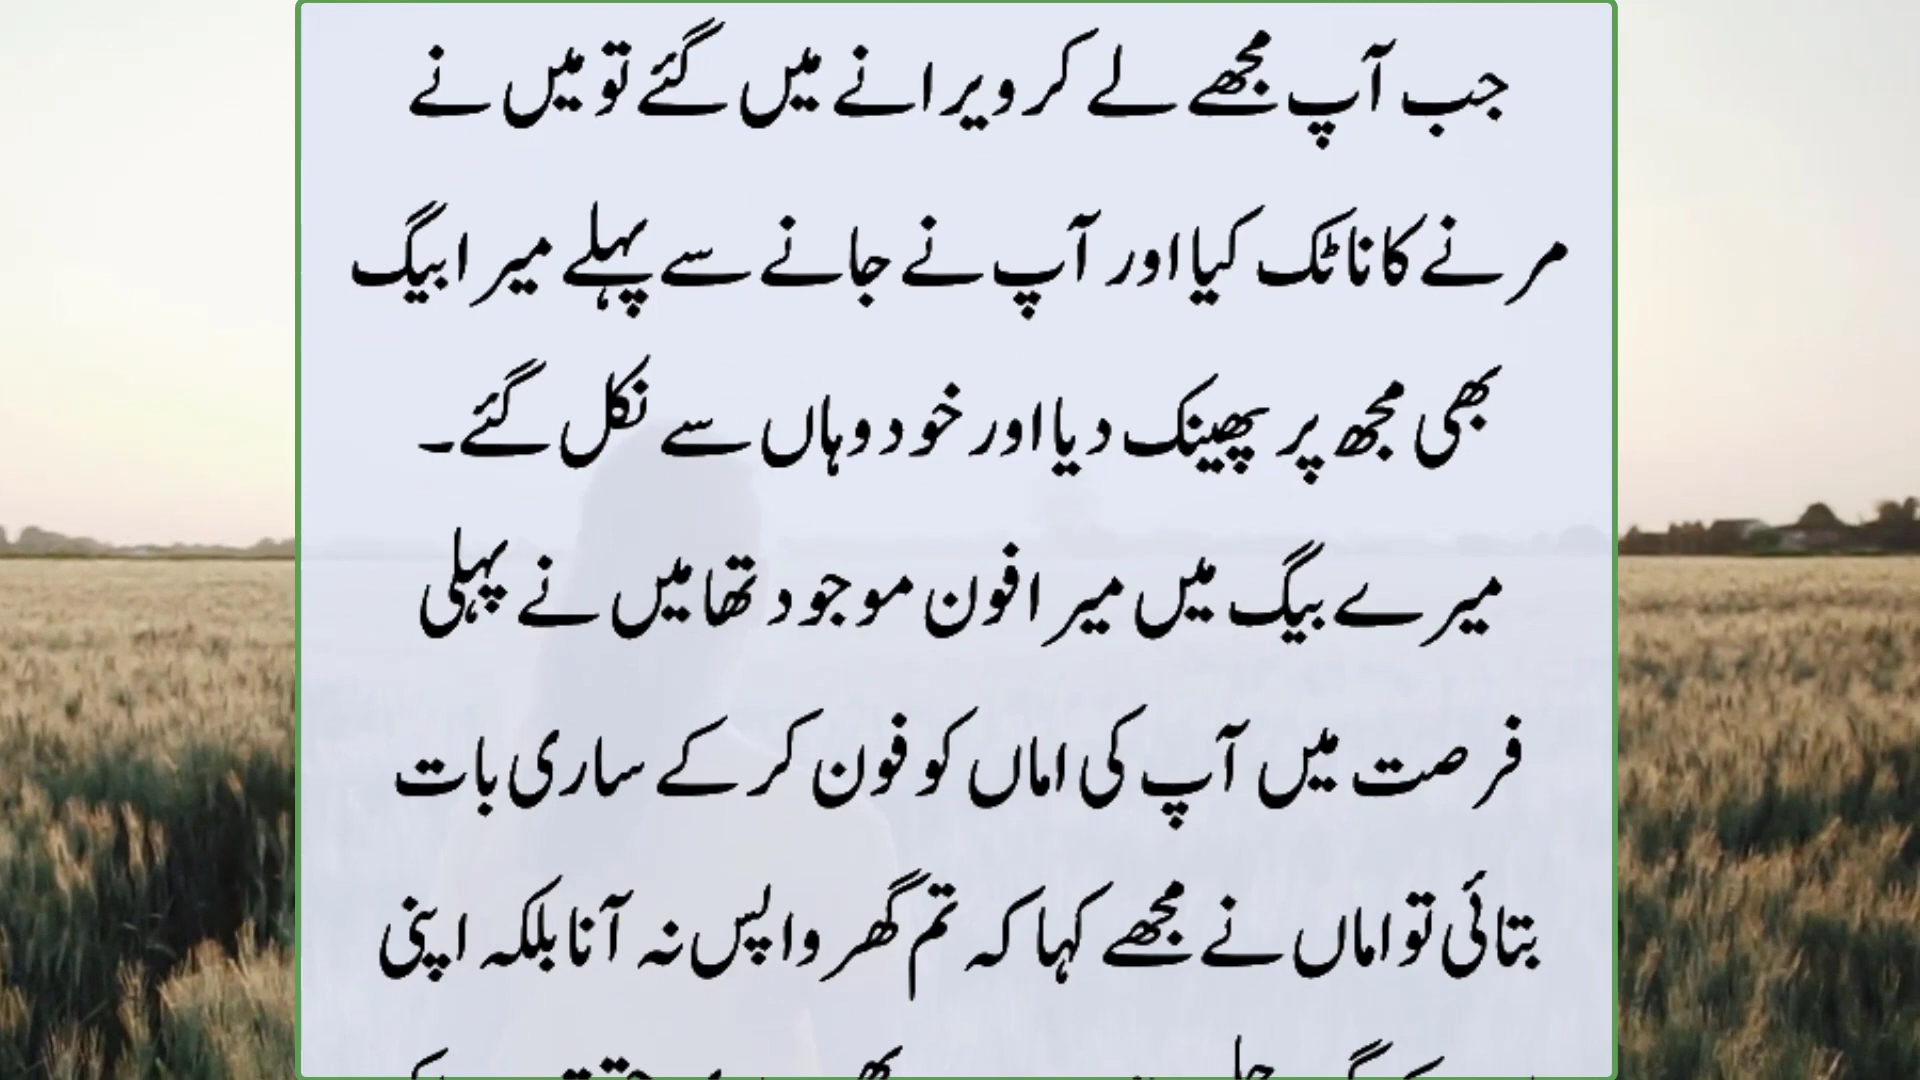 جب آپ مجھے لے کر ویرانے میں گئے تو میں نے
مرنے کا ناٹک کیا اور آپ نے جانے سے پہلے میرا بیگ
بھی مجھ پر پھینک دیا اور خود وہاں سے نکل گئے۔
میرے بیگ میں میرا فون موجود تھا میں نے پہلی
فرصت میں آپ کی اماں کو فون کر کے ساری بات
بتائی تو اماں نے مجھے کہا کہ تم گھر واپس نہ آنا بلکہ اپنی